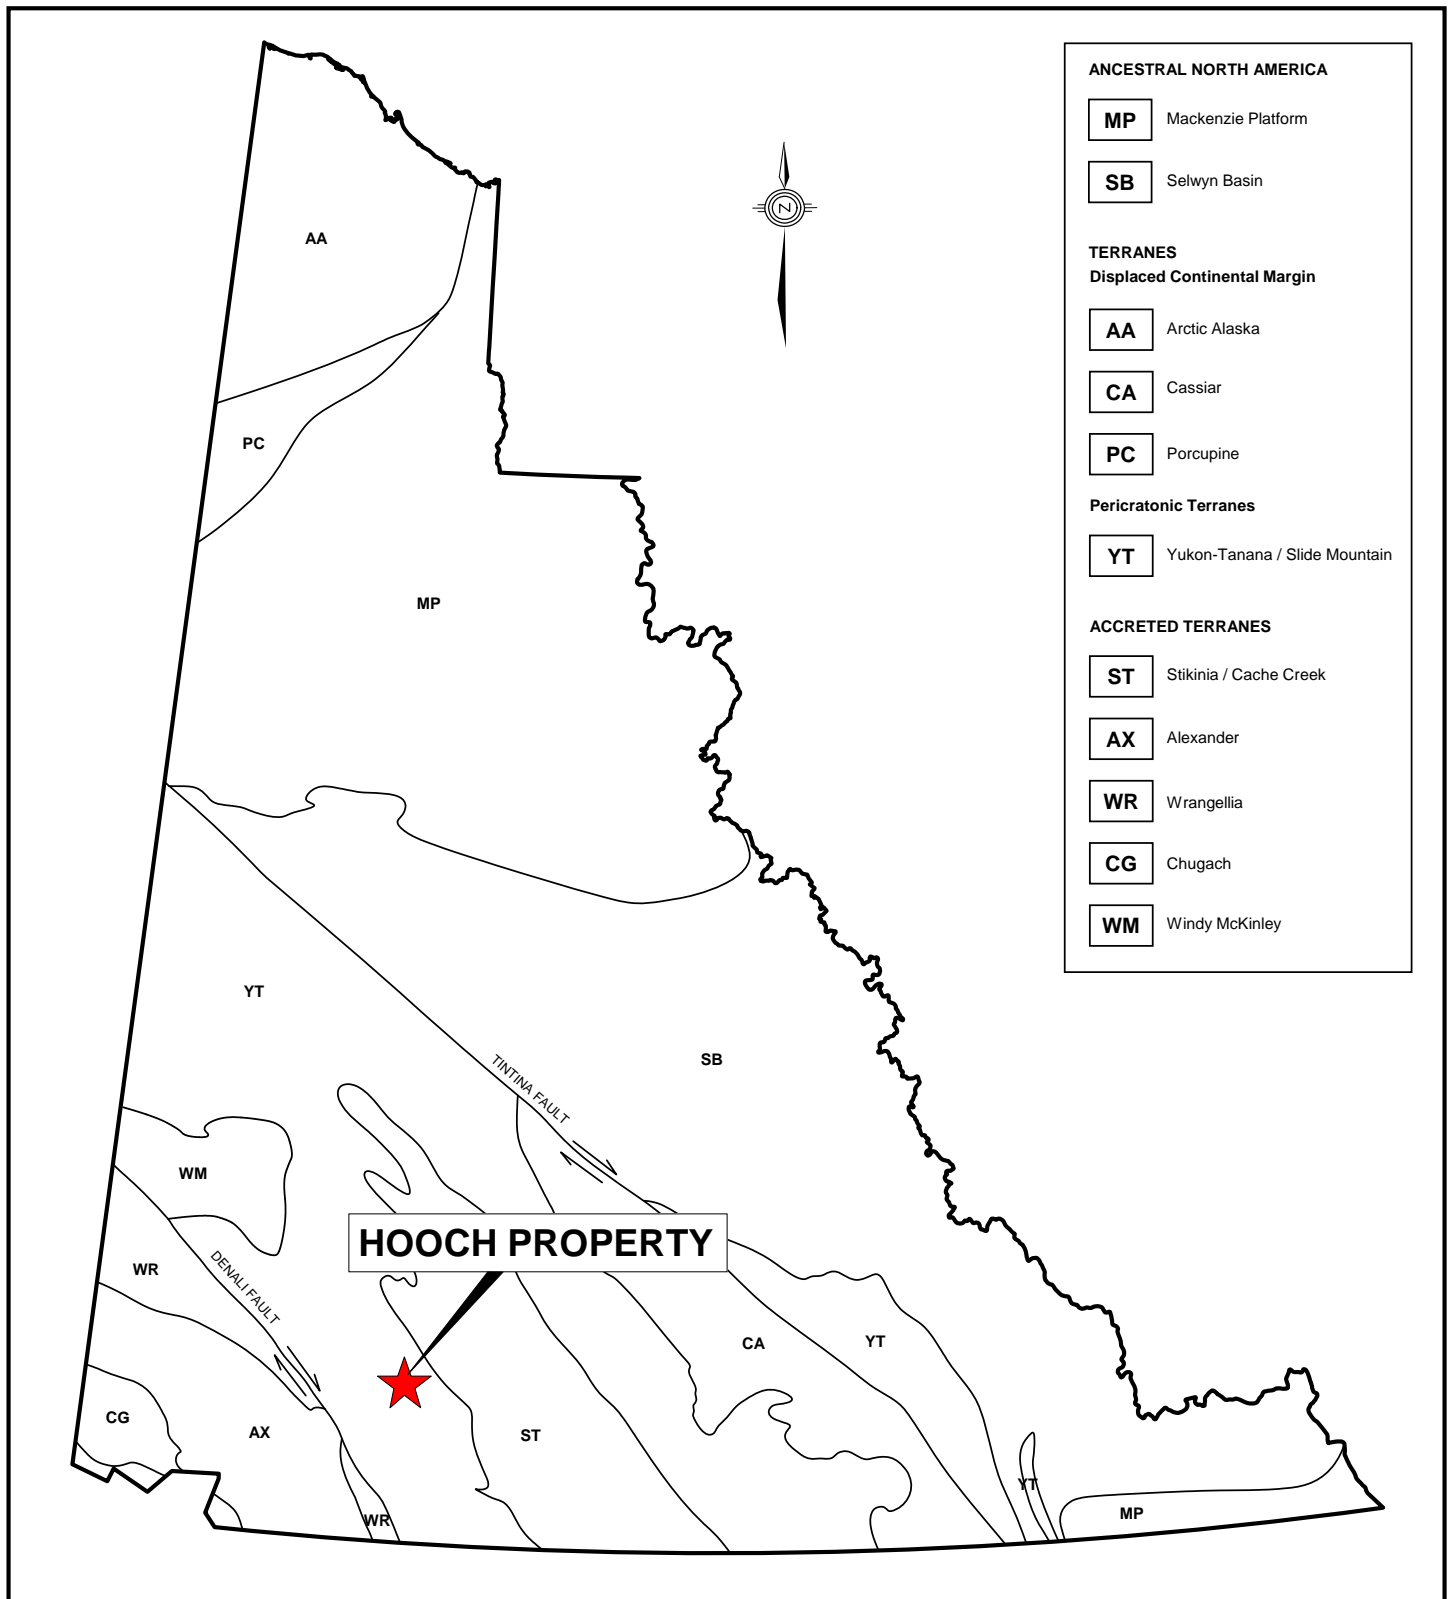 ANCESTRAL NORTH AMERICA
MP Mackenzie Platform
SB Selwyn Basin
TERRANES
Displaced Continental Margin
AA Arctic Alaska
CA Cassiar
PC Porcupine
Pericratonic Terranes
YT Yukon-Tanana / Slide Mountain
ACCRETED TERRANES
ST Stikinia / Cache Creek
AX Alexander
WR Wrangellia
CG Chugach
WM Windy McKinley
N
AA
PC
MP
YT
SB
TINTINA FAULT
WM
HOOCH PROPERTY
WR
DENALI FAULT
CA
YT
CG
AX
ST
YT
WR
MP